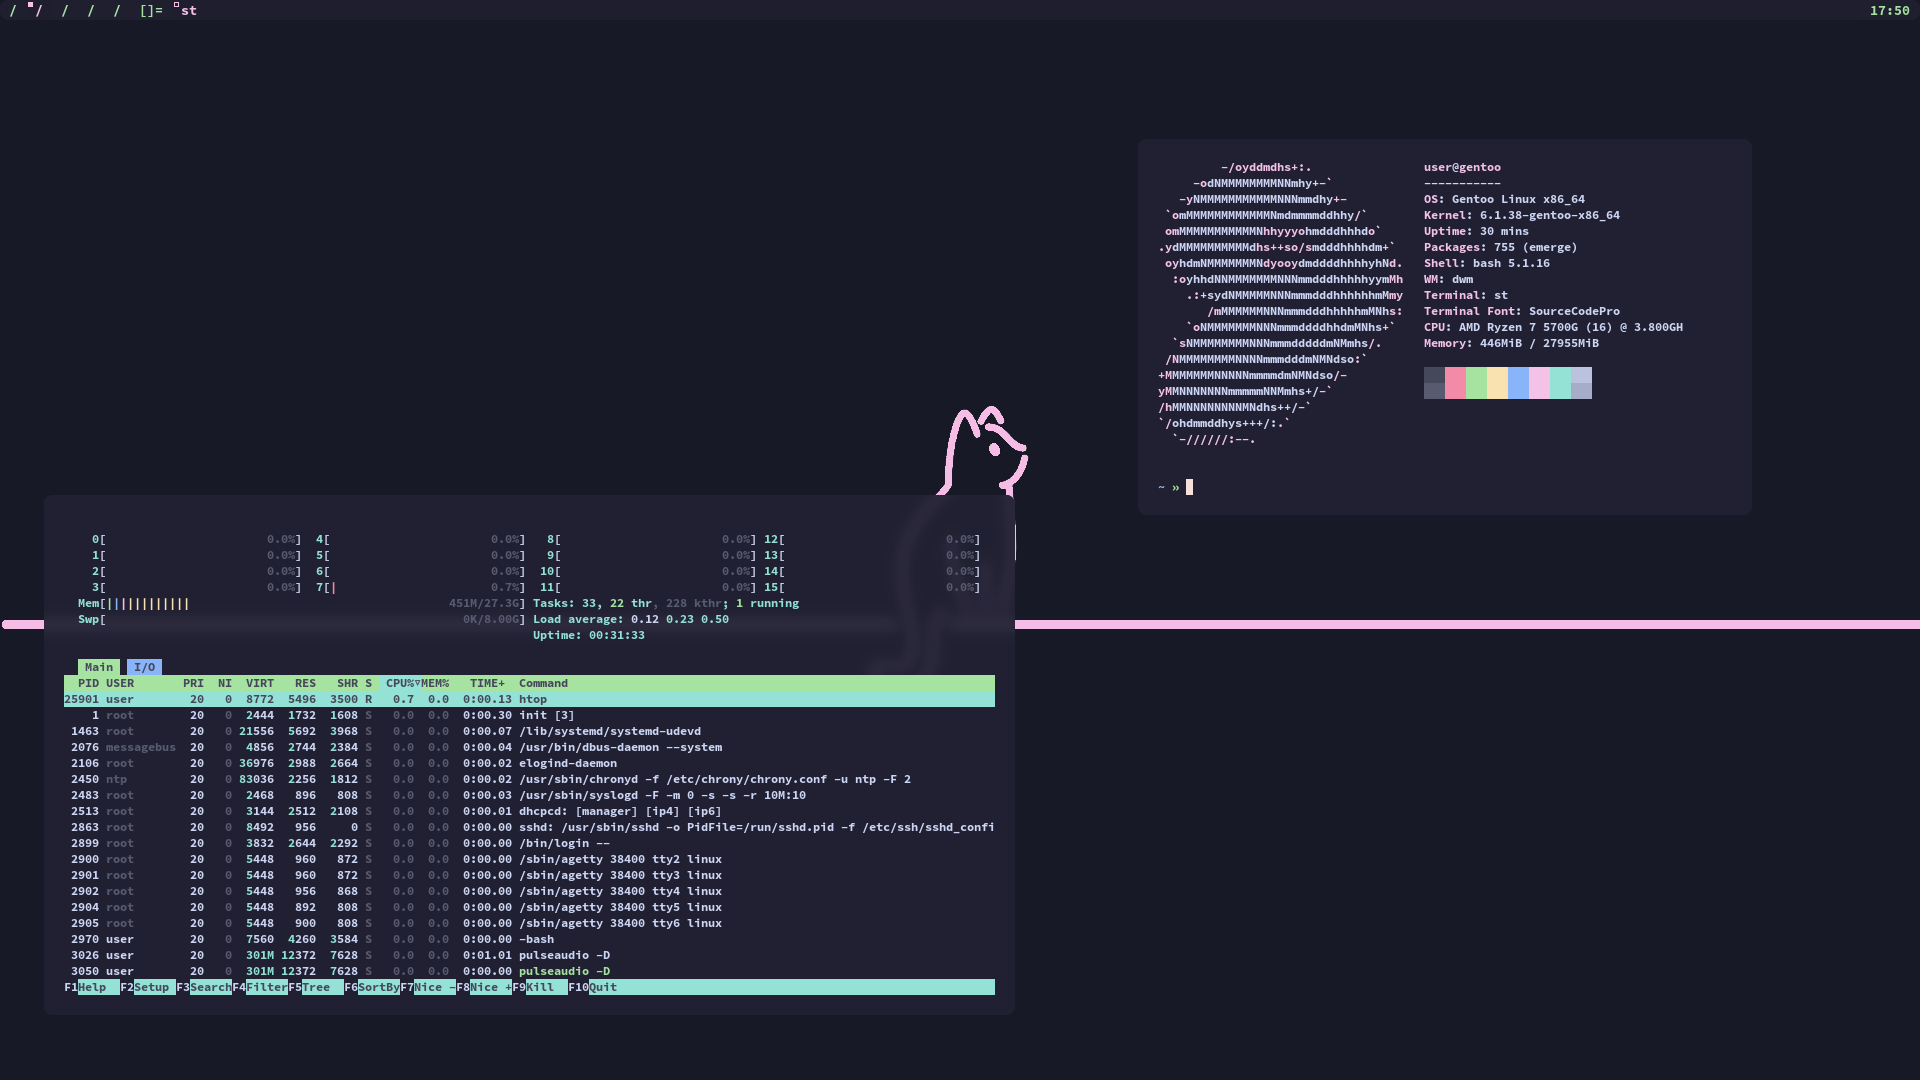 / / / / / []= st 17:50
-/oyddmdhs+:.
-odNMMMMMMMMNNmhy+-`
-yNMMMMMMMMMMMNNNmmdhy+-
`omMMMMMMMMMMMMNmdmmmmddhhy/`
omMMMMMMMMMMMNhhyyyohmdddhhhdo`
.ydMMMMMMMMMMdhs++so/smdddhhhhdm+`
oyhdmNMMMMMMMNdyooydmddddhhhhyhNd.
:oyhhdNNMMMMMMMNNNmmdddhhhhhyymMh
.:+sydNMMMMMNNNmmmdddhhhhhhmMmy
/mMMMMMMNNNmmmdddhhhhhmMNhs:
`oNMMMMMMMNNNmmmddddhhdmMNhs+`
`sNMMMMMMMMNNNmmmdddddmNMmhs/.
/NMMMMMMMMNNNNmmmdddmNMNdso:`
+MMMMMMMNNNNNmmmmdmNMNdso/-
yMMNNNNNNNmmmmmNNMmhs+/-`
/hMMNNNNNNNNMNdhs++/-`
`/ohdmmddhys+++/:.`
`-//////:--.
user@gentoo
-----------
OS: Gentoo Linux x86_64
Kernel: 6.1.38-gentoo-x86_64
Uptime: 30 mins
Packages: 755 (emerge)
Shell: bash 5.1.16
WM: dwm
Terminal: st
Terminal Font: SourceCodePro
CPU: AMD Ryzen 7 5700G (16) @ 3.800GH
Memory: 446MiB / 27955MiB
~ »
0[ 0.0%] 4[ 0.0%] 8[ 0.0%] 12[ 0.0%]
1[ 0.0%] 5[ 0.0%] 9[ 0.0%] 13[ 0.0%]
2[ 0.0%] 6[ 0.0%] 10[ 0.0%] 14[ 0.0%]
3[ 0.0%] 7[| 0.7%] 11[ 0.0%] 15[ 0.0%]
Mem[|||||||||||| 451M/27.3G] Tasks: 33, 22 thr, 228 kthr; 1 running
Swp[ 0K/8.00G] Load average: 0.12 0.23 0.50
Uptime: 00:31:33
Main I/O
PID USER PRI NI VIRT RES SHR S CPU%▽MEM% TIME+ Command
25901 user 20 0 8772 5496 3500 R 0.7 0.0 0:00.13 htop
1 root 20 0 2444 1732 1608 S 0.0 0.0 0:00.30 init [3]
1463 root 20 0 21556 5692 3968 S 0.0 0.0 0:00.07 /lib/systemd/systemd-udevd
2076 messagebus 20 0 4856 2744 2384 S 0.0 0.0 0:00.04 /usr/bin/dbus-daemon --system
2106 root 20 0 36976 2988 2664 S 0.0 0.0 0:00.02 elogind-daemon
2450 ntp 20 0 83036 2256 1812 S 0.0 0.0 0:00.02 /usr/sbin/chronyd -f /etc/chrony/chrony.conf -u ntp -F 2
2483 root 20 0 2468 896 808 S 0.0 0.0 0:00.03 /usr/sbin/syslogd -F -m 0 -s -s -r 10M:10
2513 root 20 0 3144 2512 2108 S 0.0 0.0 0:00.01 dhcpcd: [manager] [ip4] [ip6]
2863 root 20 0 8492 956 0 S 0.0 0.0 0:00.00 sshd: /usr/sbin/sshd -o PidFile=/run/sshd.pid -f /etc/ssh/sshd_confi
2899 root 20 0 3832 2644 2292 S 0.0 0.0 0:00.00 /bin/login --
2900 root 20 0 5448 960 872 S 0.0 0.0 0:00.00 /sbin/agetty 38400 tty2 linux
2901 root 20 0 5448 960 872 S 0.0 0.0 0:00.00 /sbin/agetty 38400 tty3 linux
2902 root 20 0 5448 956 868 S 0.0 0.0 0:00.00 /sbin/agetty 38400 tty4 linux
2904 root 20 0 5448 892 808 S 0.0 0.0 0:00.00 /sbin/agetty 38400 tty5 linux
2905 root 20 0 5448 900 808 S 0.0 0.0 0:00.00 /sbin/agetty 38400 tty6 linux
2970 user 20 0 7560 4260 3584 S 0.0 0.0 0:00.00 -bash
3026 user 20 0 301M 12372 7628 S 0.0 0.0 0:01.01 pulseaudio -D
3050 user 20 0 301M 12372 7628 S 0.0 0.0 0:00.00 pulseaudio -D
F1Help F2Setup F3SearchF4FilterF5Tree F6SortByF7Nice -F8Nice +F9Kill F10Quit